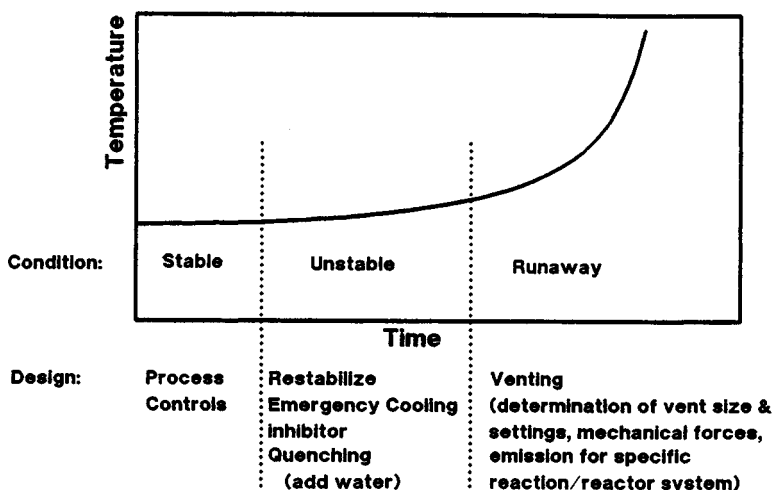 Temperature
Condition:
Stable
Unstable
Runaway
Time
Design:
Process
Controls
Restabilize
Emergency Cooling
inhibitor
Quenching
(add water)
Venting
(determination of vent size &
settings, mechanical forces,
emission for specific
reaction/reactor system)